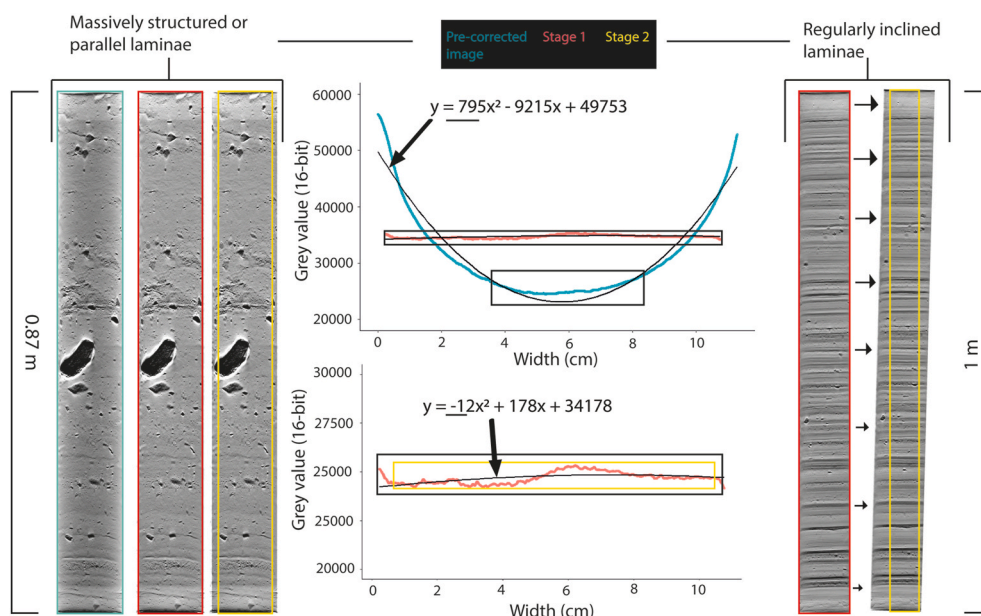 Massively structured or
parallel laminae
Pre-corrected
image
Stage 1
Stage 2
Regularly inclined
laminae
0.87 m
Grey value (16-bit)
60000
50000
40000
30000
20000
y = 795x² - 9215x + 49753
0
2
4
6
8
10
Width (cm)
Grey value (16-bit)
30000
27500
25000
25000
20000
y = -12x² + 178x + 34178
0
2
4
6
8
10
Width (cm)
1 m